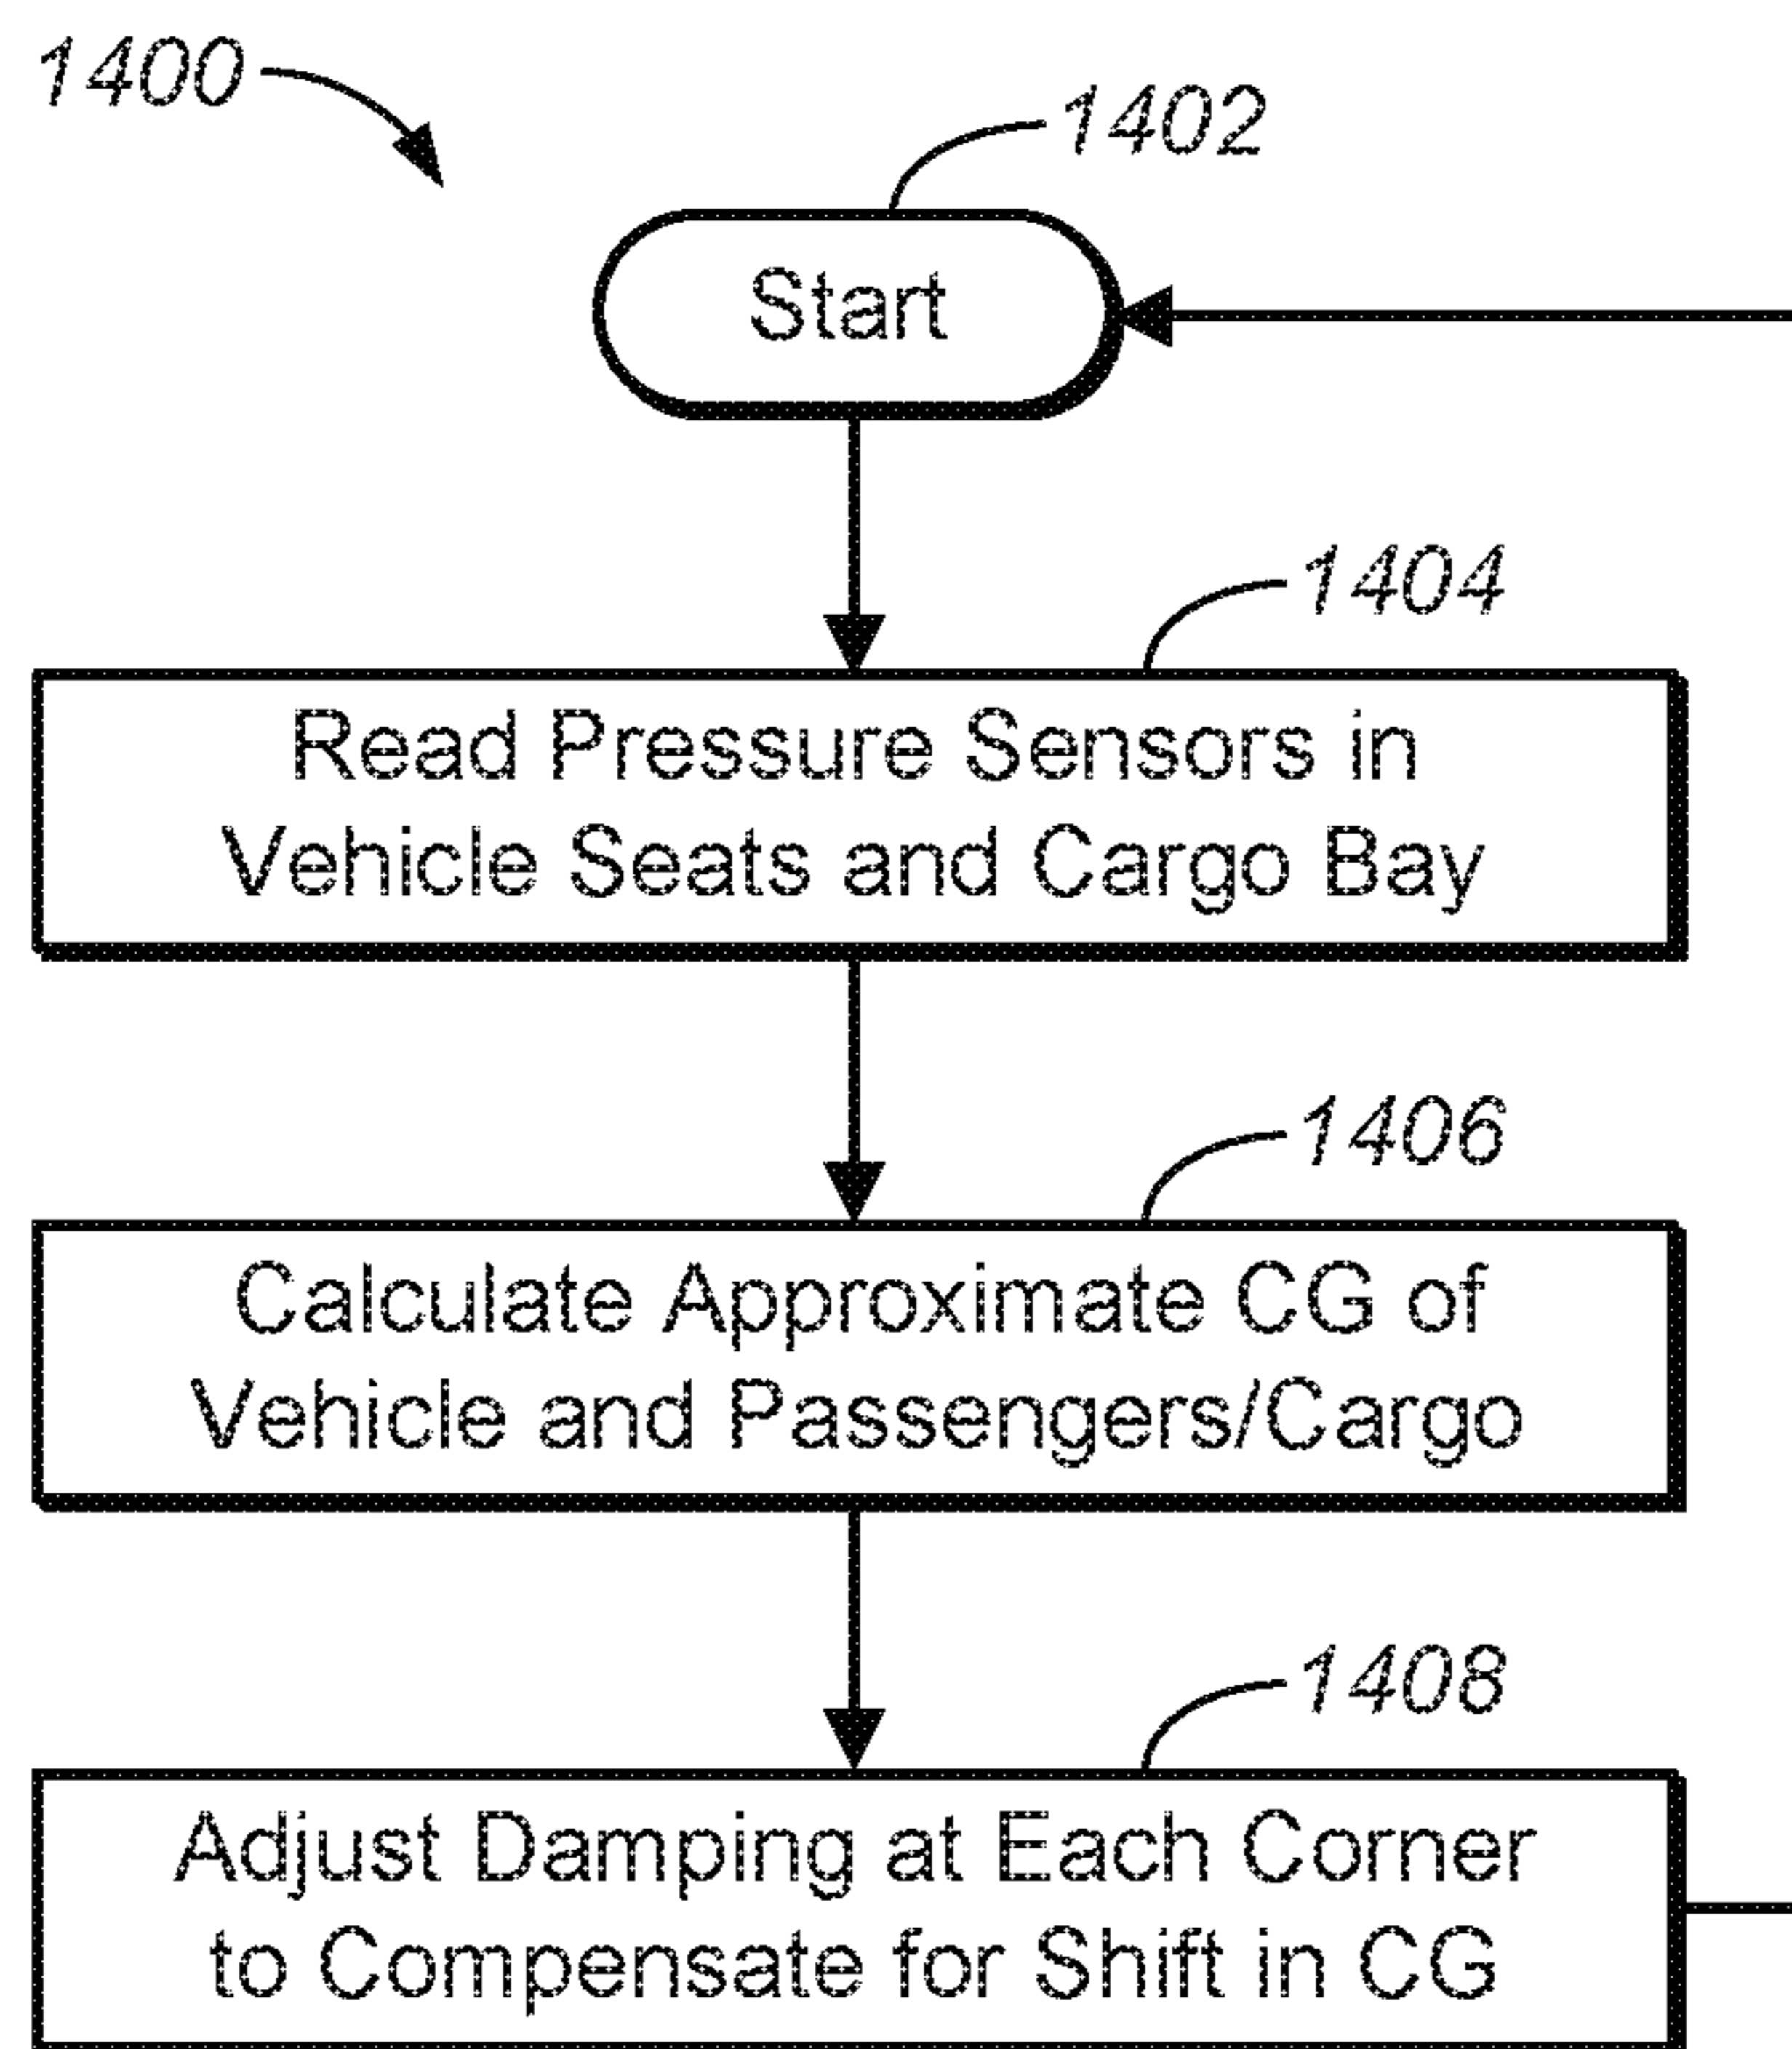 1400
1402
Start
1404
Read Pressure Sensors in
Vehicle Seats and Cargo Bay
1406
Calculate Approximate CG of
Vehicle and Passengers/Cargo
1408
Adjust Damping at Each Corner
to Compensate for Shift in CG